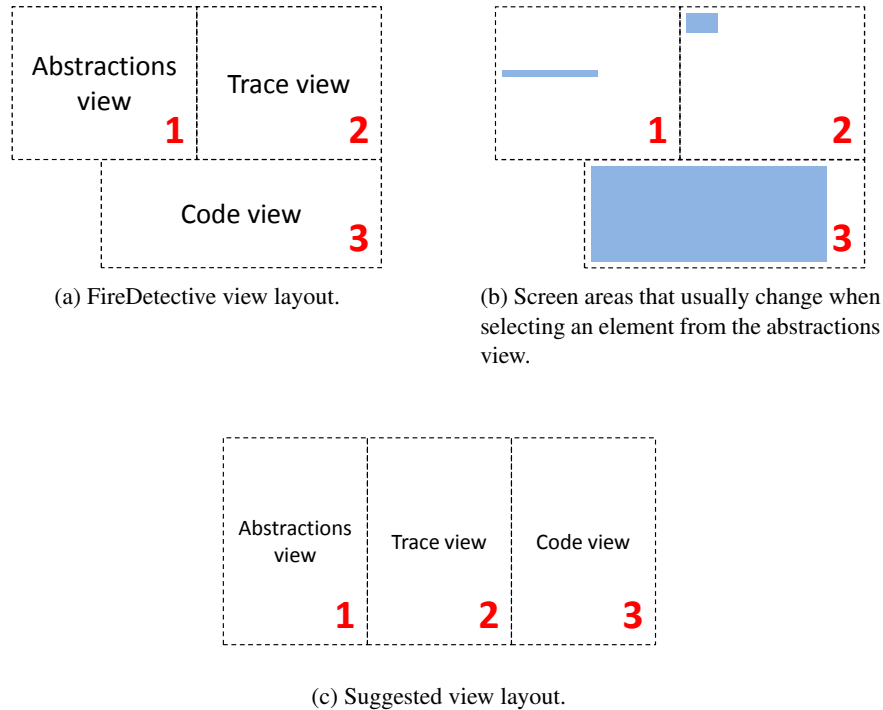 Abstractions
view
1
Trace view
2
Code view
3
(a) FireDetective view layout.
1
2
3
(b) Screen areas that usually change when
selecting an element from the abstractions
view.
Abstractions
view
1
Trace view
2
Code view
3
(c) Suggested view layout.